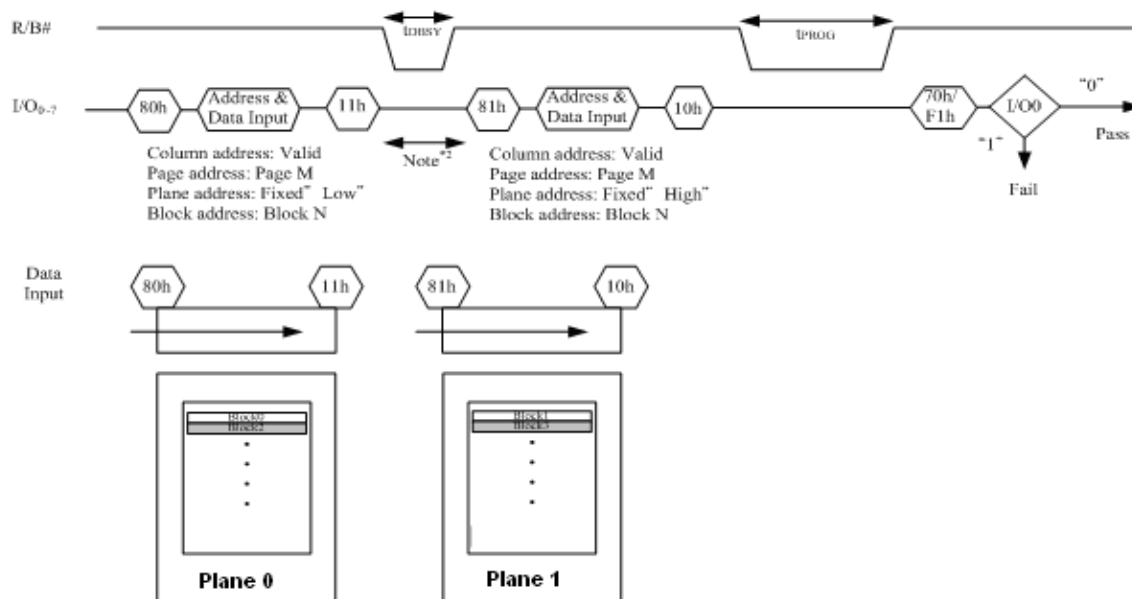 R/B#
tDBSY
tPROG
I/O0~7
80h
Address &
Data Input
11h
81h
Address &
Data Input
10h
70h/
F1h
I/O0
"0"
Pass
"1"
Fail
Note*2
Column address: Valid
Page address: Page M
Plane address: Fixed" Low"
Block address: Block N
Column address: Valid
Page address: Page M
Plane address: Fixed" High"
Block address: Block N
Data
Input
80h
11h
81h
10h
Block0
Block2
Block1
Block3
Plane 0
Plane 1